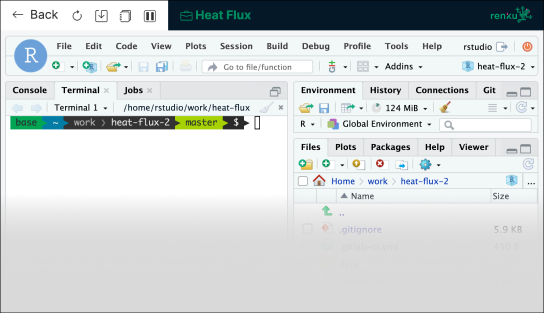 Back
Heat Flux
renku
File Edit Code View Plots Session Build Debug Profile Tools Help
rstudio
R
Go to file/function
Addins
heat-flux-2
Console Terminal Jobs
Terminal 1 /home/rstudio/work/heat-flux
base ~ work heat-flux-2 master $
Environment History Connections Git
124 MiB
R Global Environment
Files Plots Packages Help Viewer
Home work heat-flux-2 ...
Name Size
..
.gitignore 5.9 KB